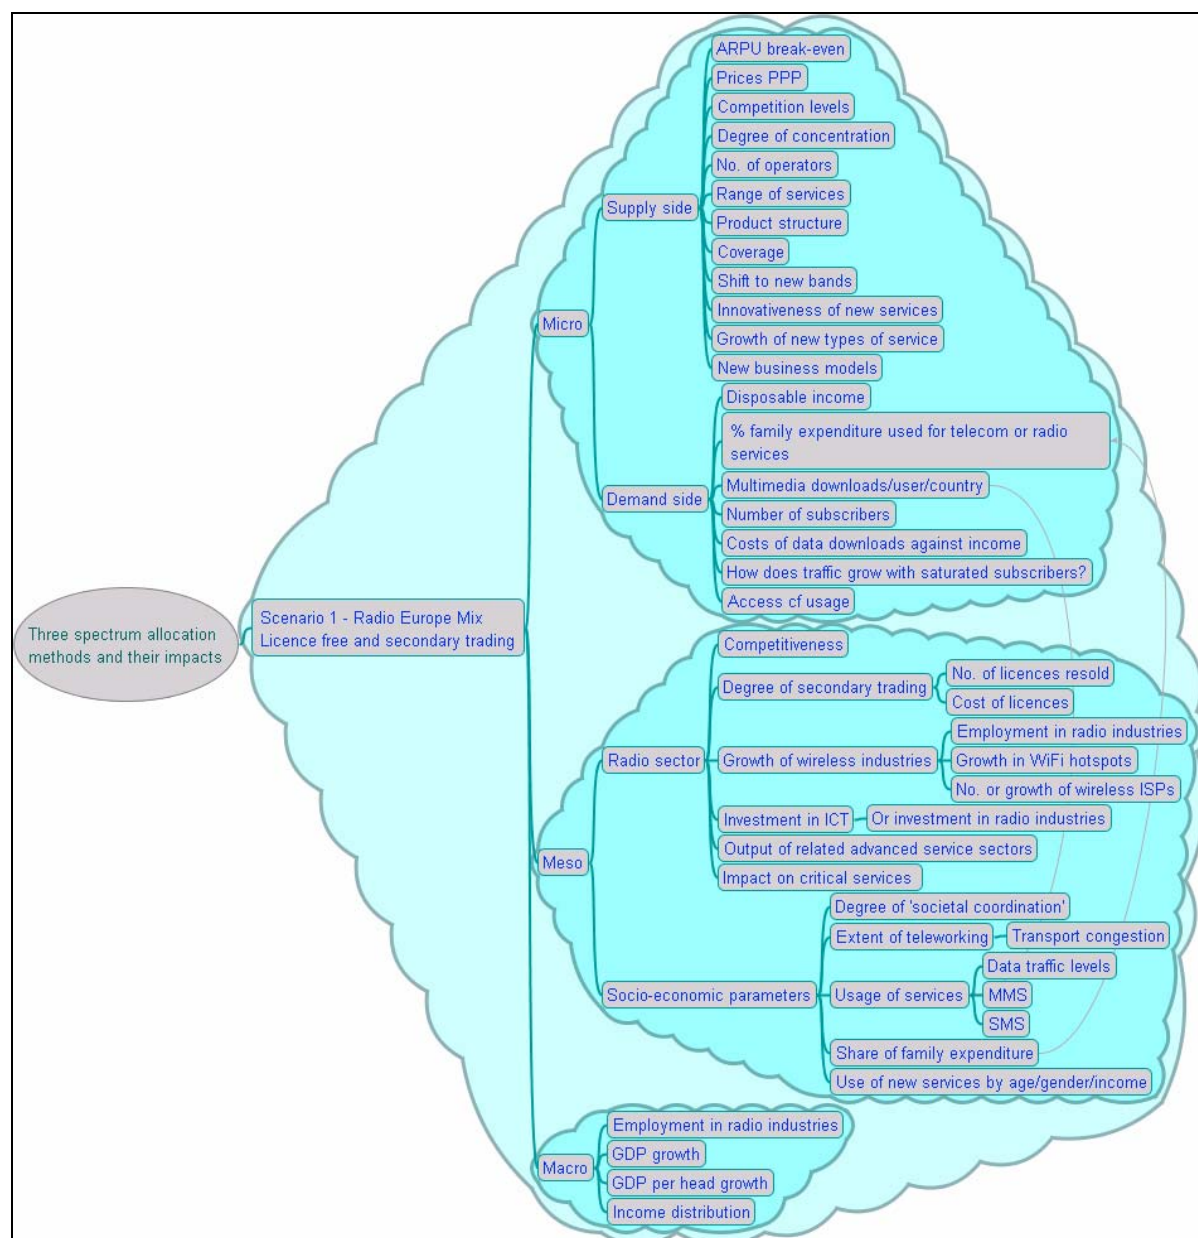 Three spectrum allocation
methods and their impacts
Scenario 1 - Radio Europe Mix
Licence free and secondary trading
Micro
Supply side
ARPU break-even
Prices PPP
Competition levels
Degree of concentration
No. of operators
Range of services
Product structure
Coverage
Shift to new bands
Innovativeness of new services
Growth of new types of service
New business models
Demand side
Disposable income
% family expenditure used for telecom or radio
services
Multimedia downloads/user/country
Number of subscribers
Costs of data downloads against income
How does traffic grow with saturated subscribers?
Access cf usage
Meso
Radio sector
Competitiveness
Degree of secondary trading
No. of licences resold
Cost of licences
Growth of wireless industries
Employment in radio industries
Growth in WiFi hotspots
No. or growth of wireless ISPs
Investment in ICT
Or investment in radio industries
Output of related advanced service sectors
Impact on critical services
Socio-economic parameters
Degree of 'societal coordination'
Extent of teleworking
Transport congestion
Usage of services
Data traffic levels
MMS
SMS
Share of family expenditure
Use of new services by age/gender/income
Macro
Employment in radio industries
GDP growth
GDP per head growth
Income distribution